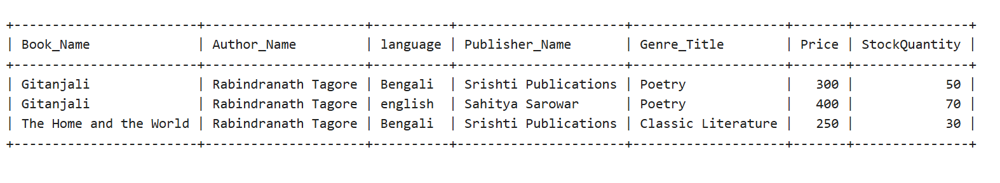 +------------------------+---------------------+----------+----------------------+--------------------+-------+---------------+
| Book_Name              | Author_Name         | language | Publisher_Name       | Genre_Title        | Price | StockQuantity |
+------------------------+---------------------+----------+----------------------+--------------------+-------+---------------+
| Gitanjali              | Rabindranath Tagore | Bengali  | Srishti Publications | Poetry             |   300 |            50 |
| Gitanjali              | Rabindranath Tagore | english  | Sahitya Sarowar      | Poetry             |   400 |            70 |
| The Home and the World | Rabindranath Tagore | Bengali  | Srishti Publications | Classic Literature |   250 |            30 |
+------------------------+---------------------+----------+----------------------+--------------------+-------+---------------+